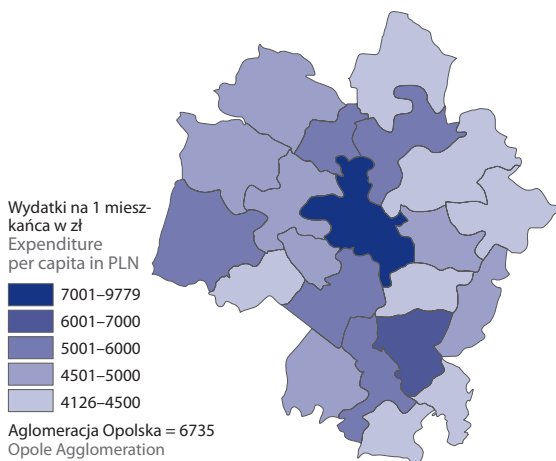 Wydatki na 1 miesz-
kańca w zł
Expenditure
per capita in PLN
7001–9779
6001–7000
5001–6000
4501–5000
4126–4500
Aglomeracja Opolska = 6735
Opole Agglomeration